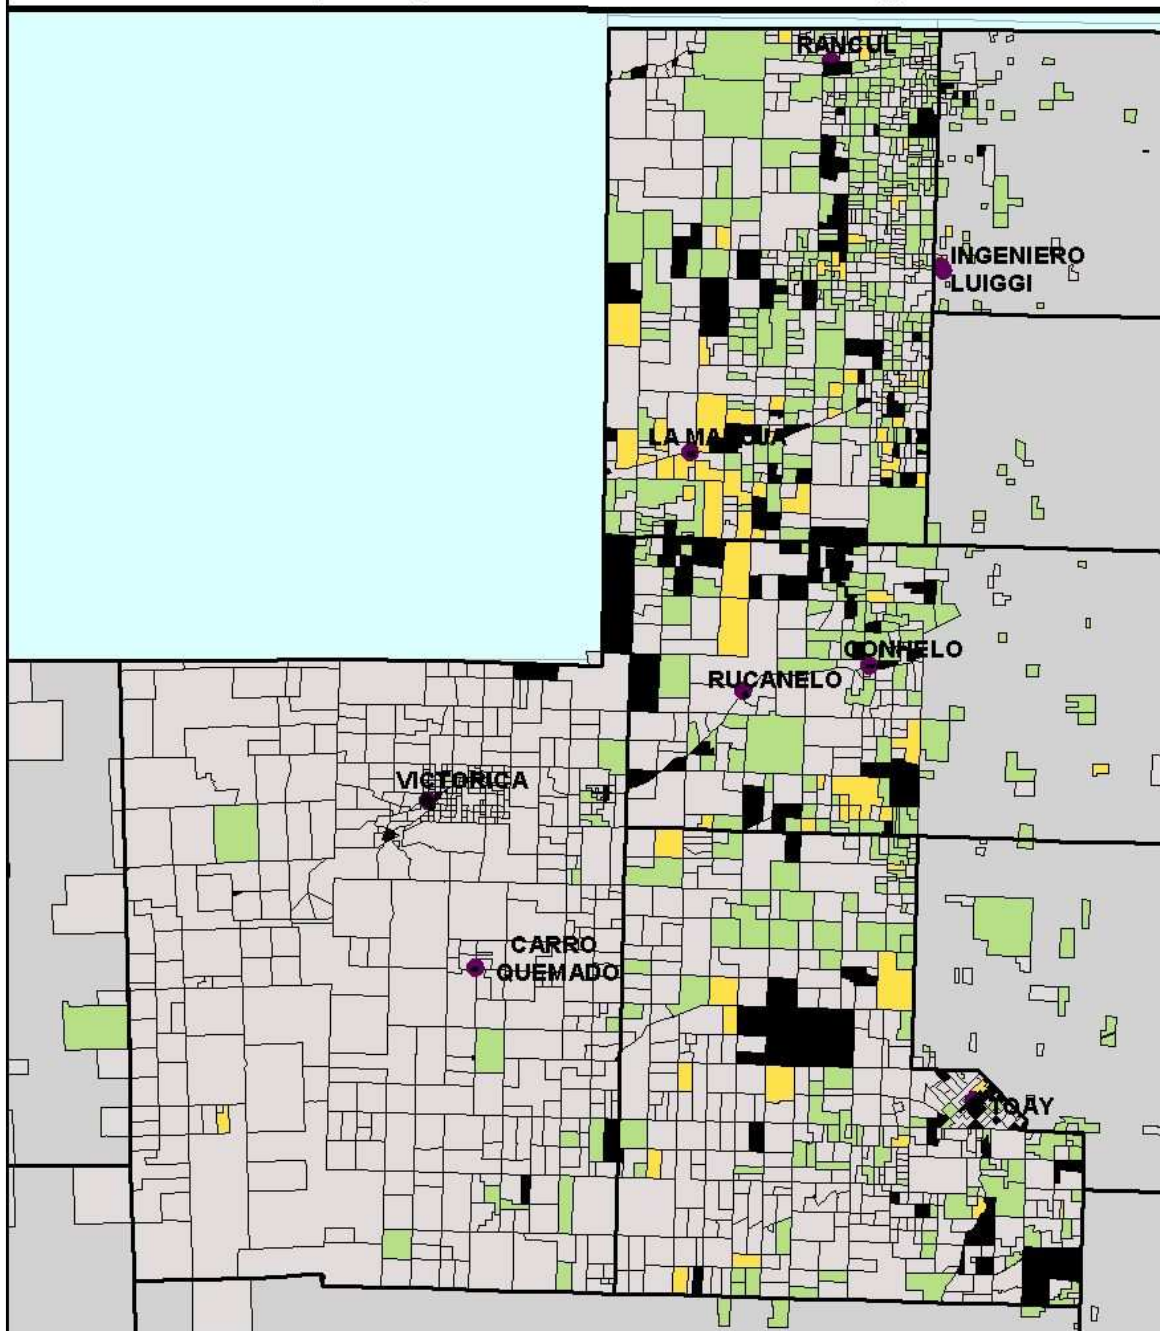 RANCUL
INGENIERO
LUIGGI
LA MARUJA
CONHELO
RUCANELO
VICTORICA
CARRO
QUEMADO
TOAY